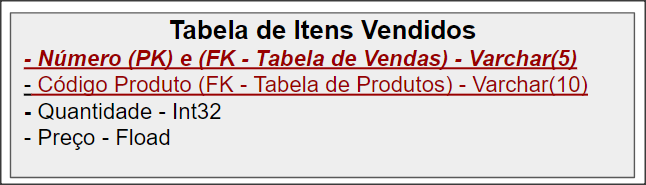 Tabela de Itens Vendidos
- Número (PK) e (FK - Tabela de Vendas) - Varchar(5)
- Código Produto (FK - Tabela de Produtos) - Varchar(10)
- Quantidade - Int32
- Preço - Fload